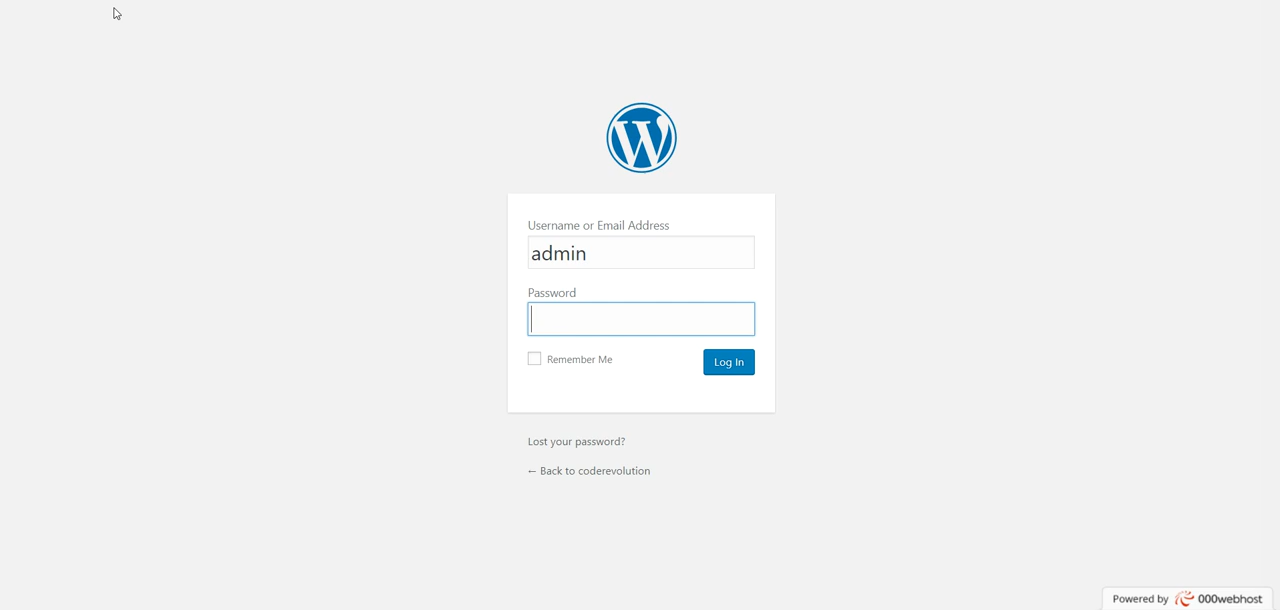 Username or Email Address
admin
Password
Remember Me
Log In
Lost your password?
← Back to coderevolution
Powered by 000webhost